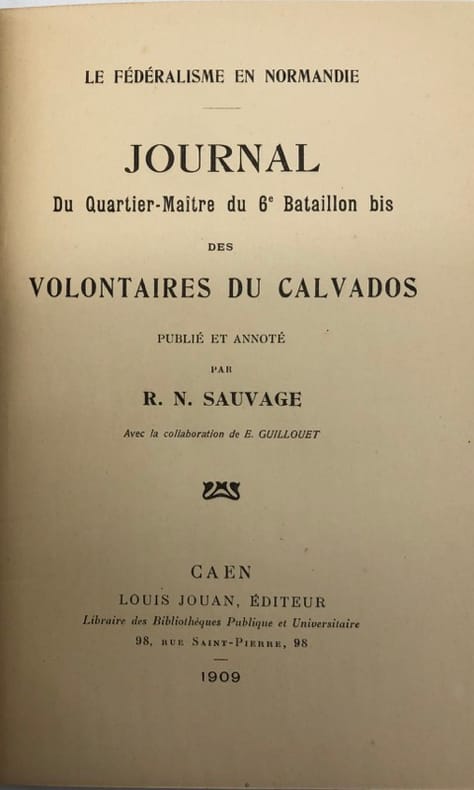 LE FÉDÉRALISME EN NORMANDIE
JOURNAL
Du Quartier-Maître du 6e Bataillon bis
DES
VOLONTAIRES DU CALVADOS
PUBLIÉ ET ANNOTÉ
PAR
R. N. SAUVAGE
Avec la collaboration de E. GUILLOUET
CAEN
LOUIS JOUAN, ÉDITEUR
Libraire des Bibliothèques Publique et Universitaire
98, RUE SAINT-PIERRE, 98
1909